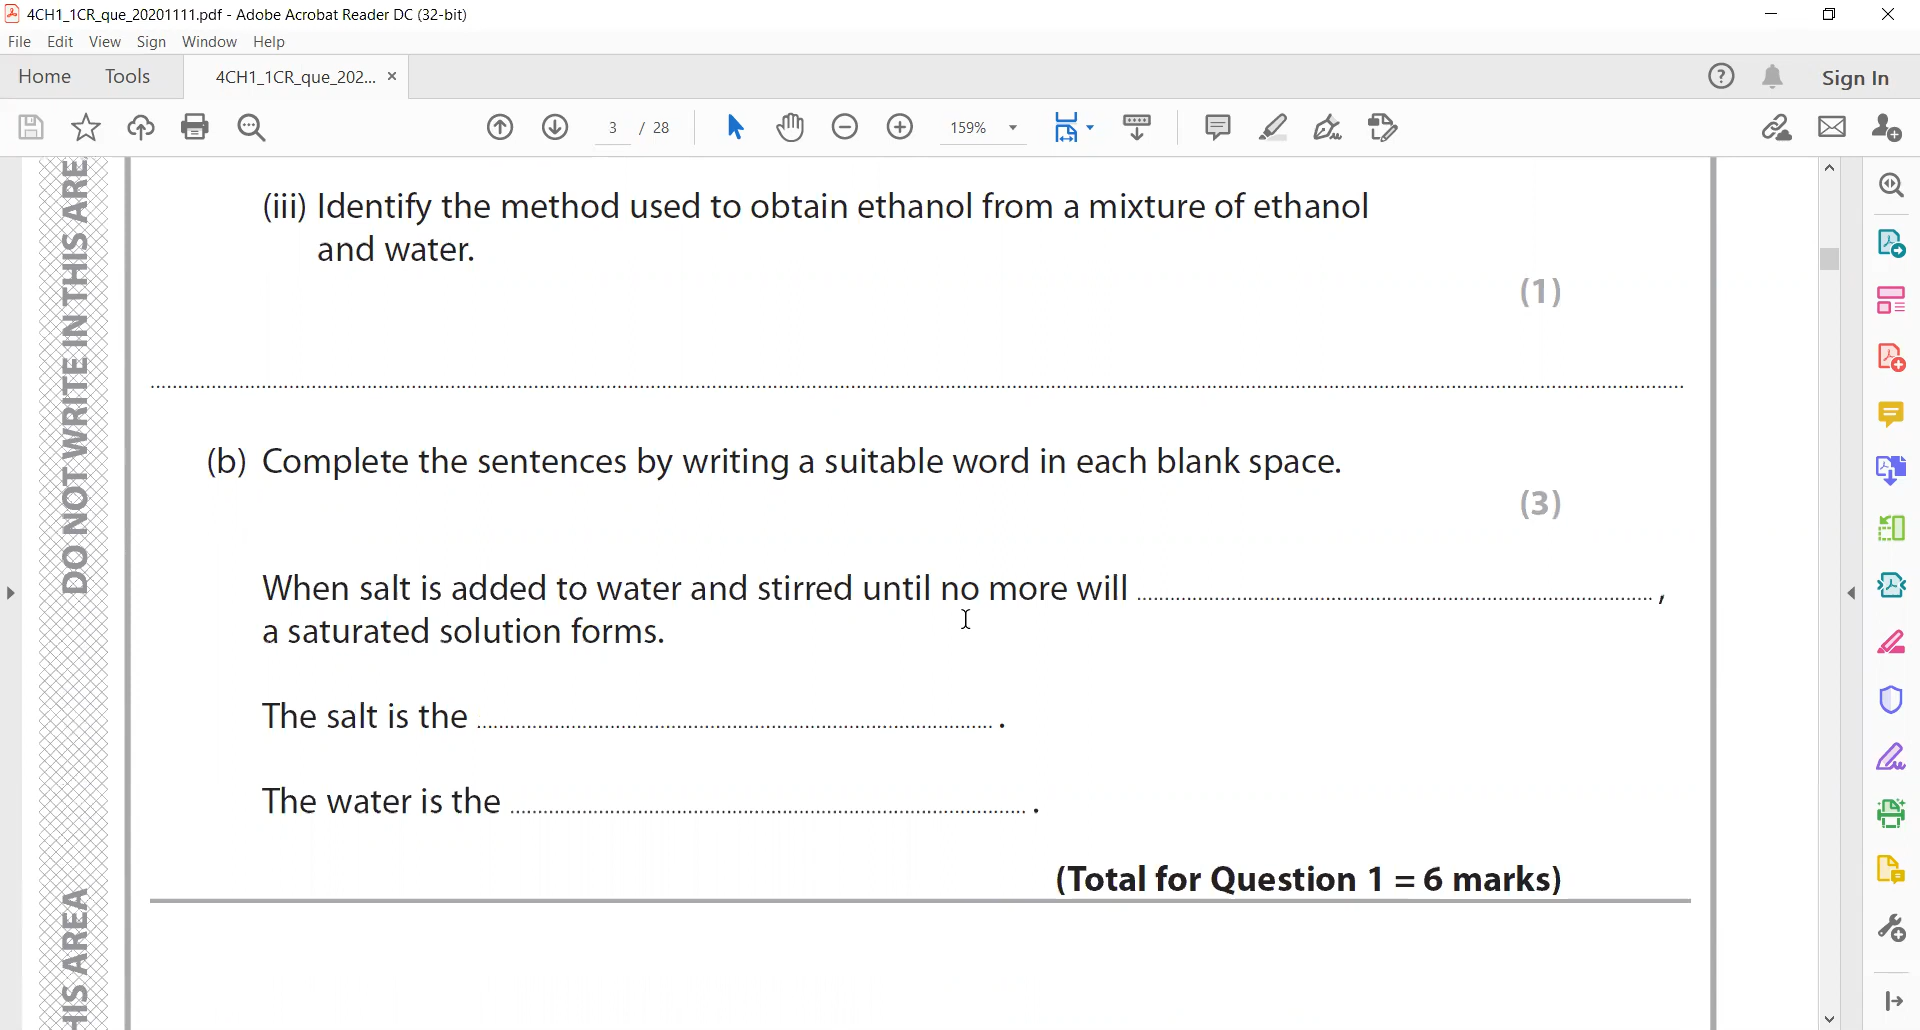 4CH1_1CR_que_20201111.pdf - Adobe Acrobat Reader DC (32-bit)
File Edit View Sign Window Help
Home Tools 4CH1_1CR_que_202... × Sign In
3 / 28 159%
(iii) Identify the method used to obtain ethanol from a mixture of ethanol
and water.
(1)
(b) Complete the sentences by writing a suitable word in each blank space.
(3)
When salt is added to water and stirred until no more will ,
a saturated solution forms.
The salt is the .
The water is the .
(Total for Question 1 = 6 marks)
DO NOT WRITE IN THIS ARE
HIS AREA